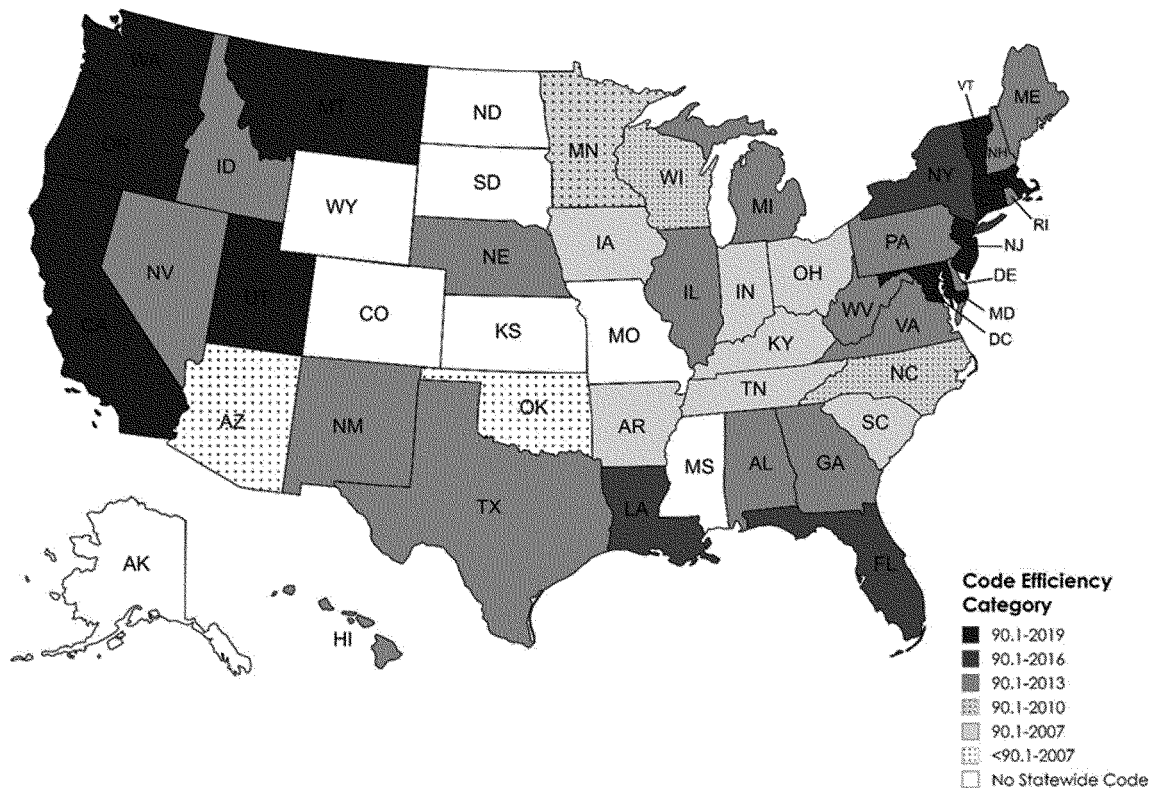 WA
MT
ND
MN
VT
ME
OR
ID
SD
WI
NH
NY
WY
MI
RI
IA
PA
NJ
NE
NV
OH
DE
UT
IL
IN
CO
WV
MD
CA
KS
MO
VA
DC
KY
NC
TN
AZ
OK
NM
AR
SC
MS
AL
GA
TX
LA
AK
FL
HI
Code Efficiency
Category
90.1-2019
90.1-2016
90.1-2013
90.1-2010
90.1-2007
<90.1-2007
No Statewide Code